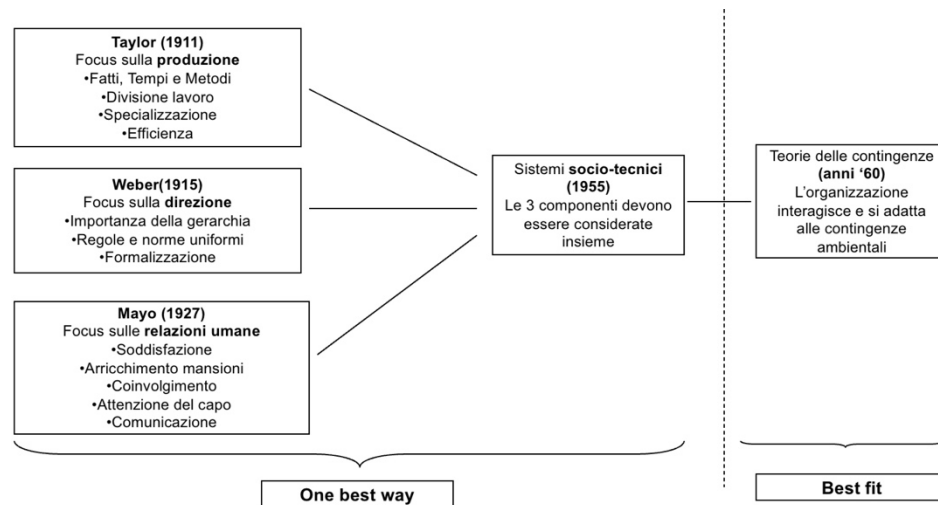 Taylor (1911)
Focus sulla produzione
•Fatti, Tempi e Metodi
•Divisione lavoro
•Specializzazione
•Efficienza
Weber(1915)
Focus sulla direzione
•Importanza della gerarchia
•Regole e norme uniformi
•Formalizzazione
Mayo (1927)
Focus sulle relazioni umane
•Soddisfazione
•Arricchimento mansioni
•Coinvolgimento
•Attenzione del capo
•Comunicazione
Sistemi socio-tecnici
(1955)
Le 3 componenti devono
essere considerate
insieme
Teorie delle contingenze
(anni ‘60)
L’organizzazione
interagisce e si adatta
alle contingenze
ambientali
One best way
Best fit